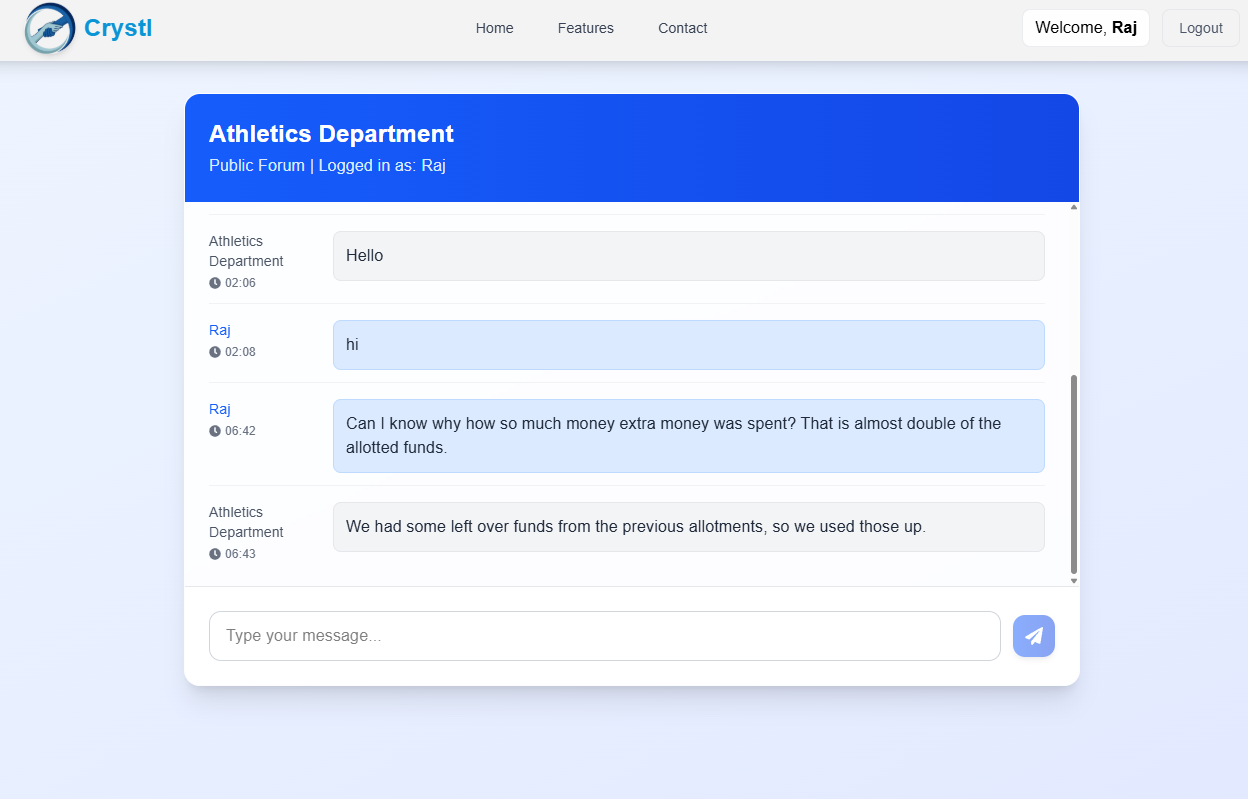 Crystl
Home
Features
Contact
Welcome, Raj
Logout
Athletics Department
Public Forum | Logged in as: Raj
Athletics
Department
02:06
Hello
Raj
02:08
hi
Raj
06:42
Can I know why how so much money extra money was spent? That is almost double of the
allotted funds.
Athletics
Department
06:43
We had some left over funds from the previous allotments, so we used those up.
Type your message...